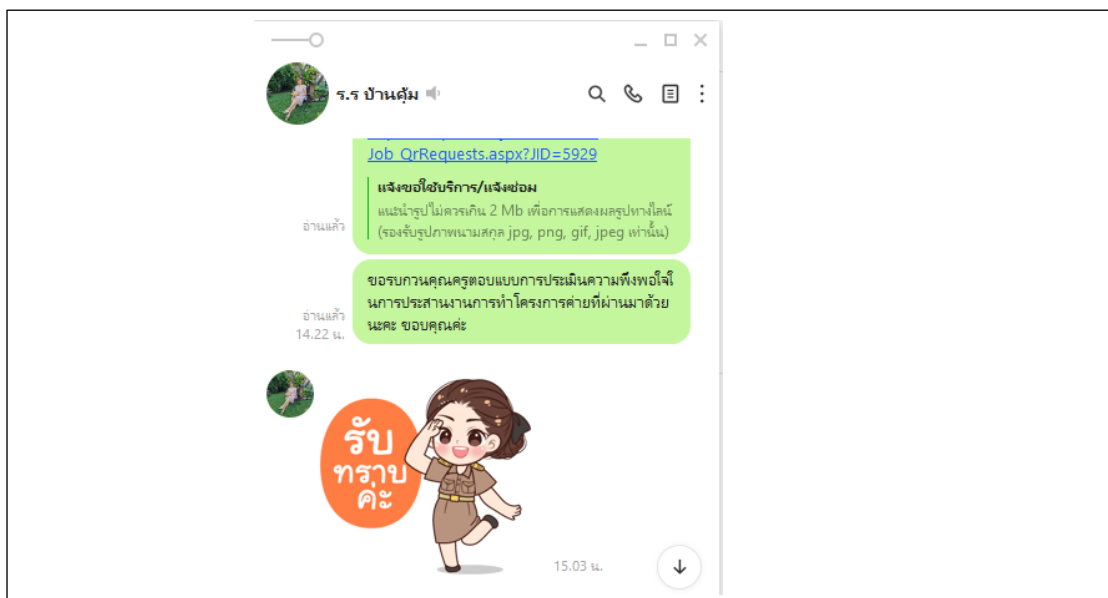 ร.ร บ้านคุ้ม
Job_QrRequests.aspx?JID=5929
แจ้งขอใช้บริการ/แจ้งซ่อม
แนะนำรูปไม่ควรเกิน 2 Mb เพื่อการแสดงผลรูปทางไลน์
(รองรับรูปภาพนามสกุล jpg, png, gif, jpeg เท่านั้น)
อ่านแล้ว
ขอรบกวนคุณครูตอบแบบการประเมินความพึงพอใจใ
นการประสานงานการทำโครงการค่ายที่ผ่านมาด้วย
นะคะ ขอบคุณค่ะ
อ่านแล้ว
14.22 น.
รับ
ทราบ
ค่ะ
15.03 น.